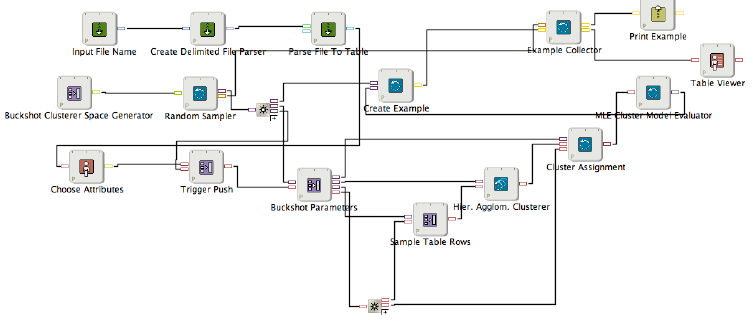 Input File Name
Create Delimited File Parser
Parse File To Table
Example Collector
Print Example
Table Viewer
Buckshot Clusterer Space Generator
Random Sampler
Create Example
MLE Cluster Model Evaluator
Choose Attributes
Trigger Push
Buckshot Parameters
Hier. Agglom. Clusterer
Cluster Assignment
Sample Table Rows